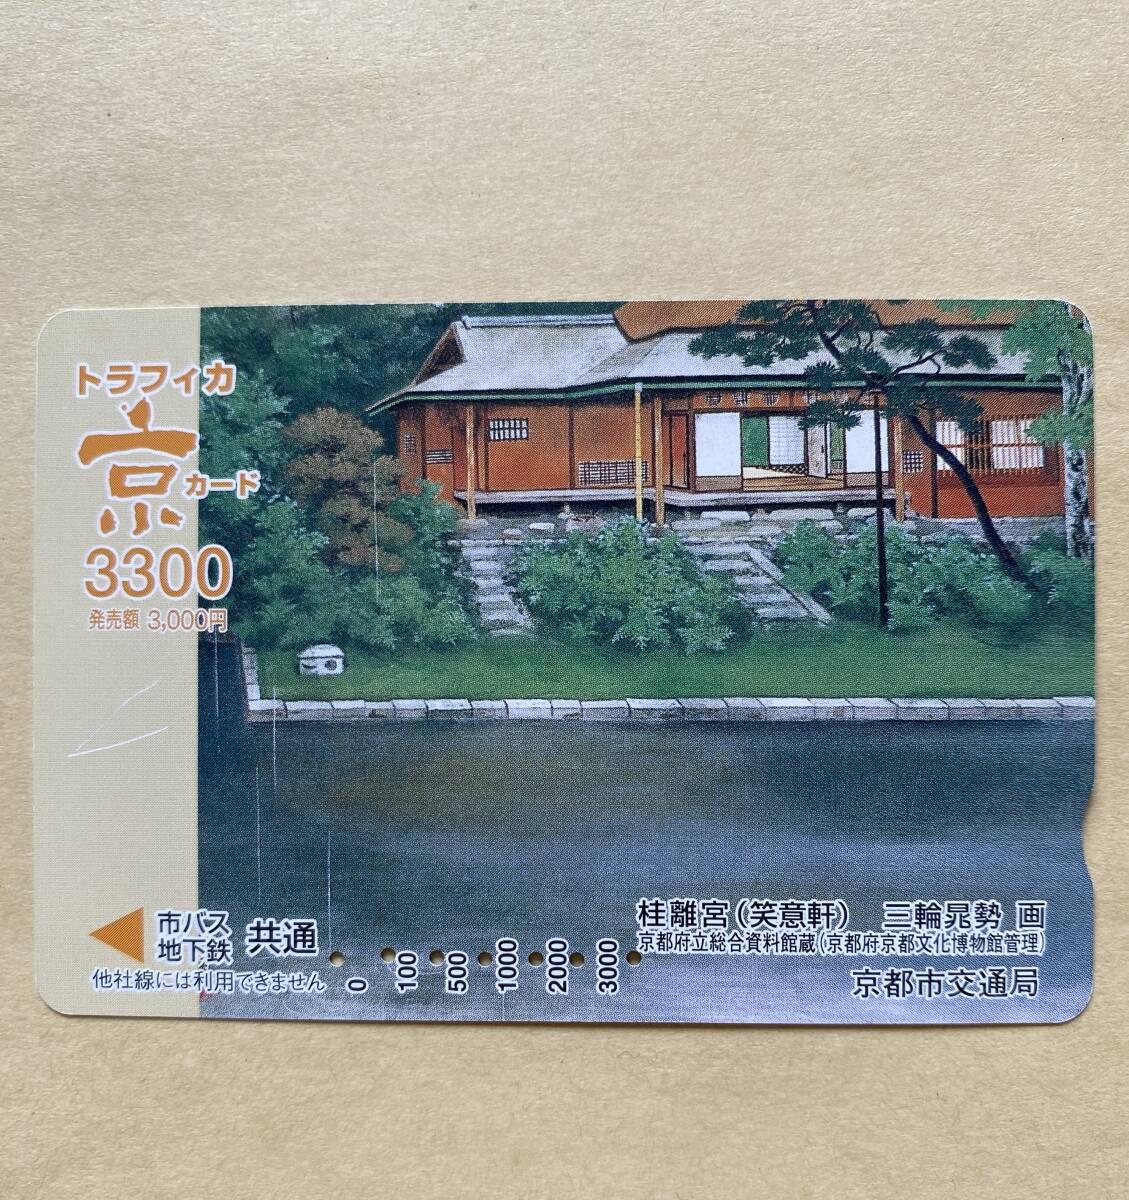 トラフィカ
京カード
3300
発売額 3,000円
市バス
地下鉄 共通
他社線には利用できません
0 100 500 1000 2000 3000
桂離宮(笑意軒) 三輪晁勢 画
京都府立総合資料館蔵(京都府京都文化博物館管理)
京都市交通局